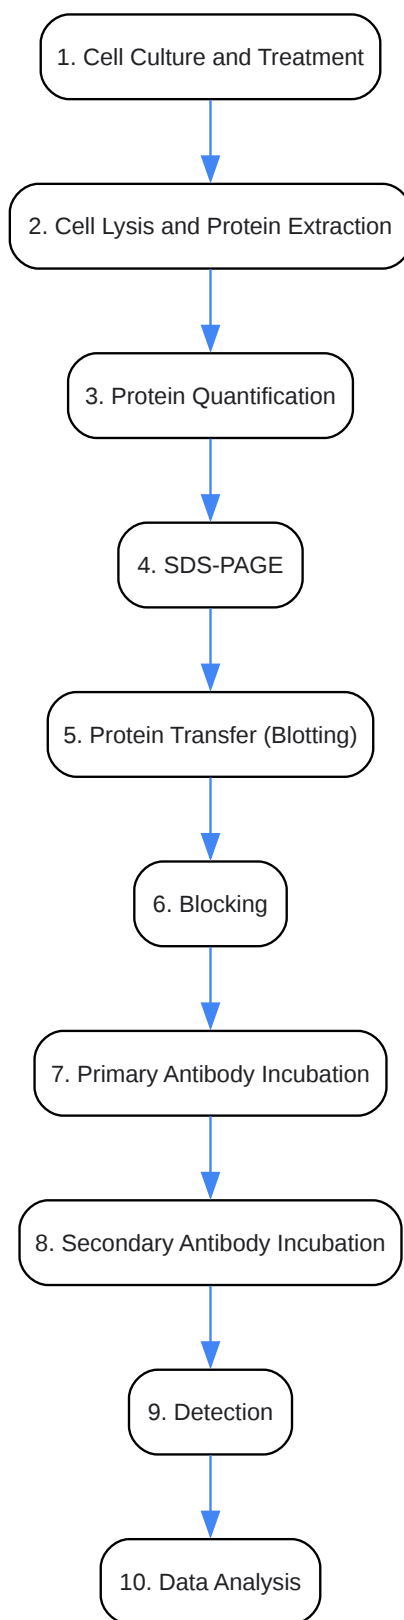 1. Cell Culture and Treatment
2. Cell Lysis and Protein Extraction
3. Protein Quantification
4. SDS-PAGE
5. Protein Transfer (Blotting)
6. Blocking
7. Primary Antibody Incubation
8. Secondary Antibody Incubation
9. Detection
10. Data Analysis